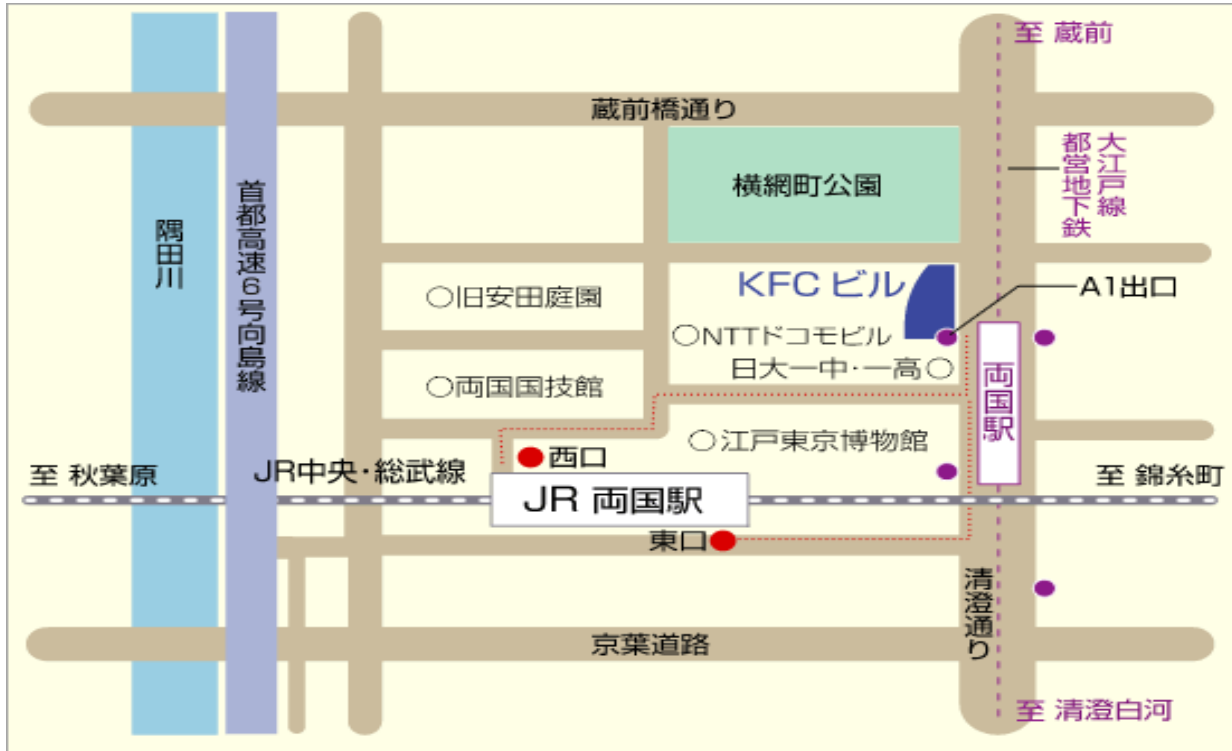 至 蔵前
蔵前橋通り
大江戸線
都営地下鉄
横網町公園
首都高速6号向島線
隅田川
KFC ビル
A1出口
○旧安田庭園
○NTTドコモビル
日大一中・一高○
○両国国技館
両国駅
○江戸東京博物館
西口
至 秋葉原
JR中央・総武線
至 錦糸町
JR 両国駅
東口
清澄通り
京葉道路
至 清澄白河